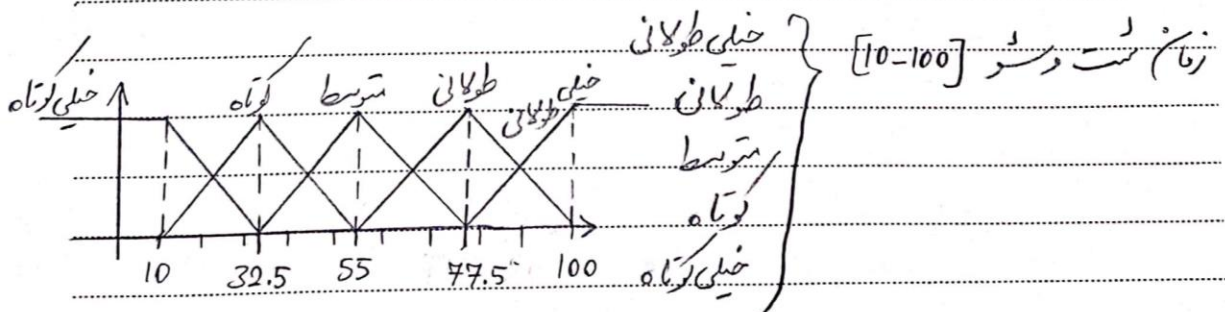 زمان شست و شو [10-100]
خیلی طولانی
طولانی
متوسط
کوتاه
خیلی کوتاه
خیلی کوتاه
کوتاه
متوسط
طولانی
خیلی طولانی
10 32.5 55 77.5 100